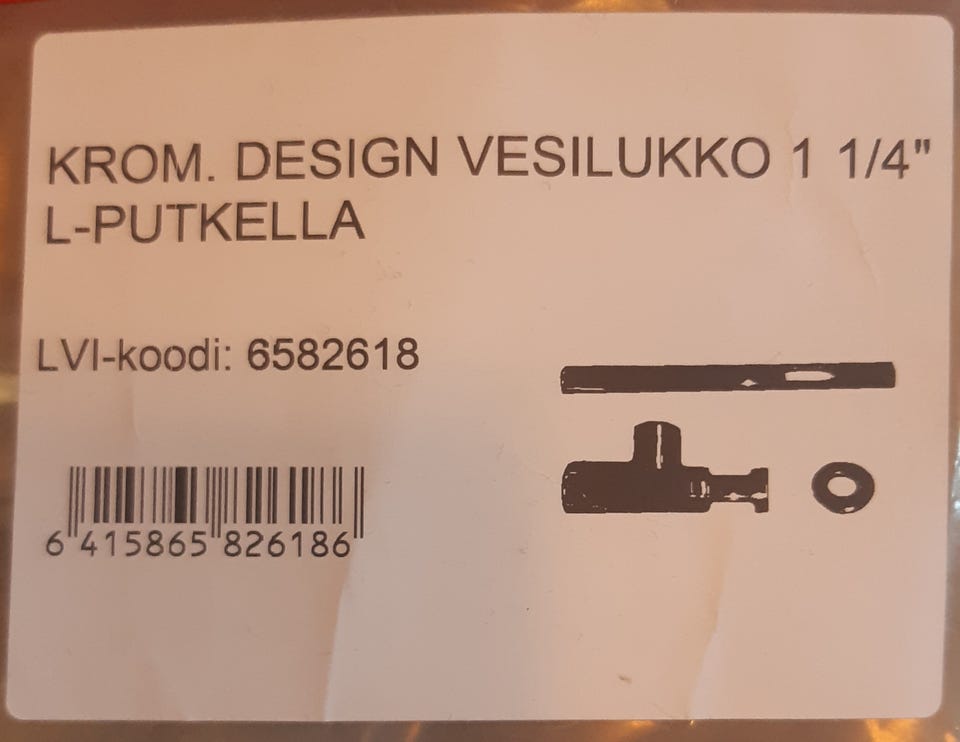 KROM. DESIGN VESILUKKO 1 1/4"
L-PUTKELLA
LVI-koodi: 6582618
6 415865 826186